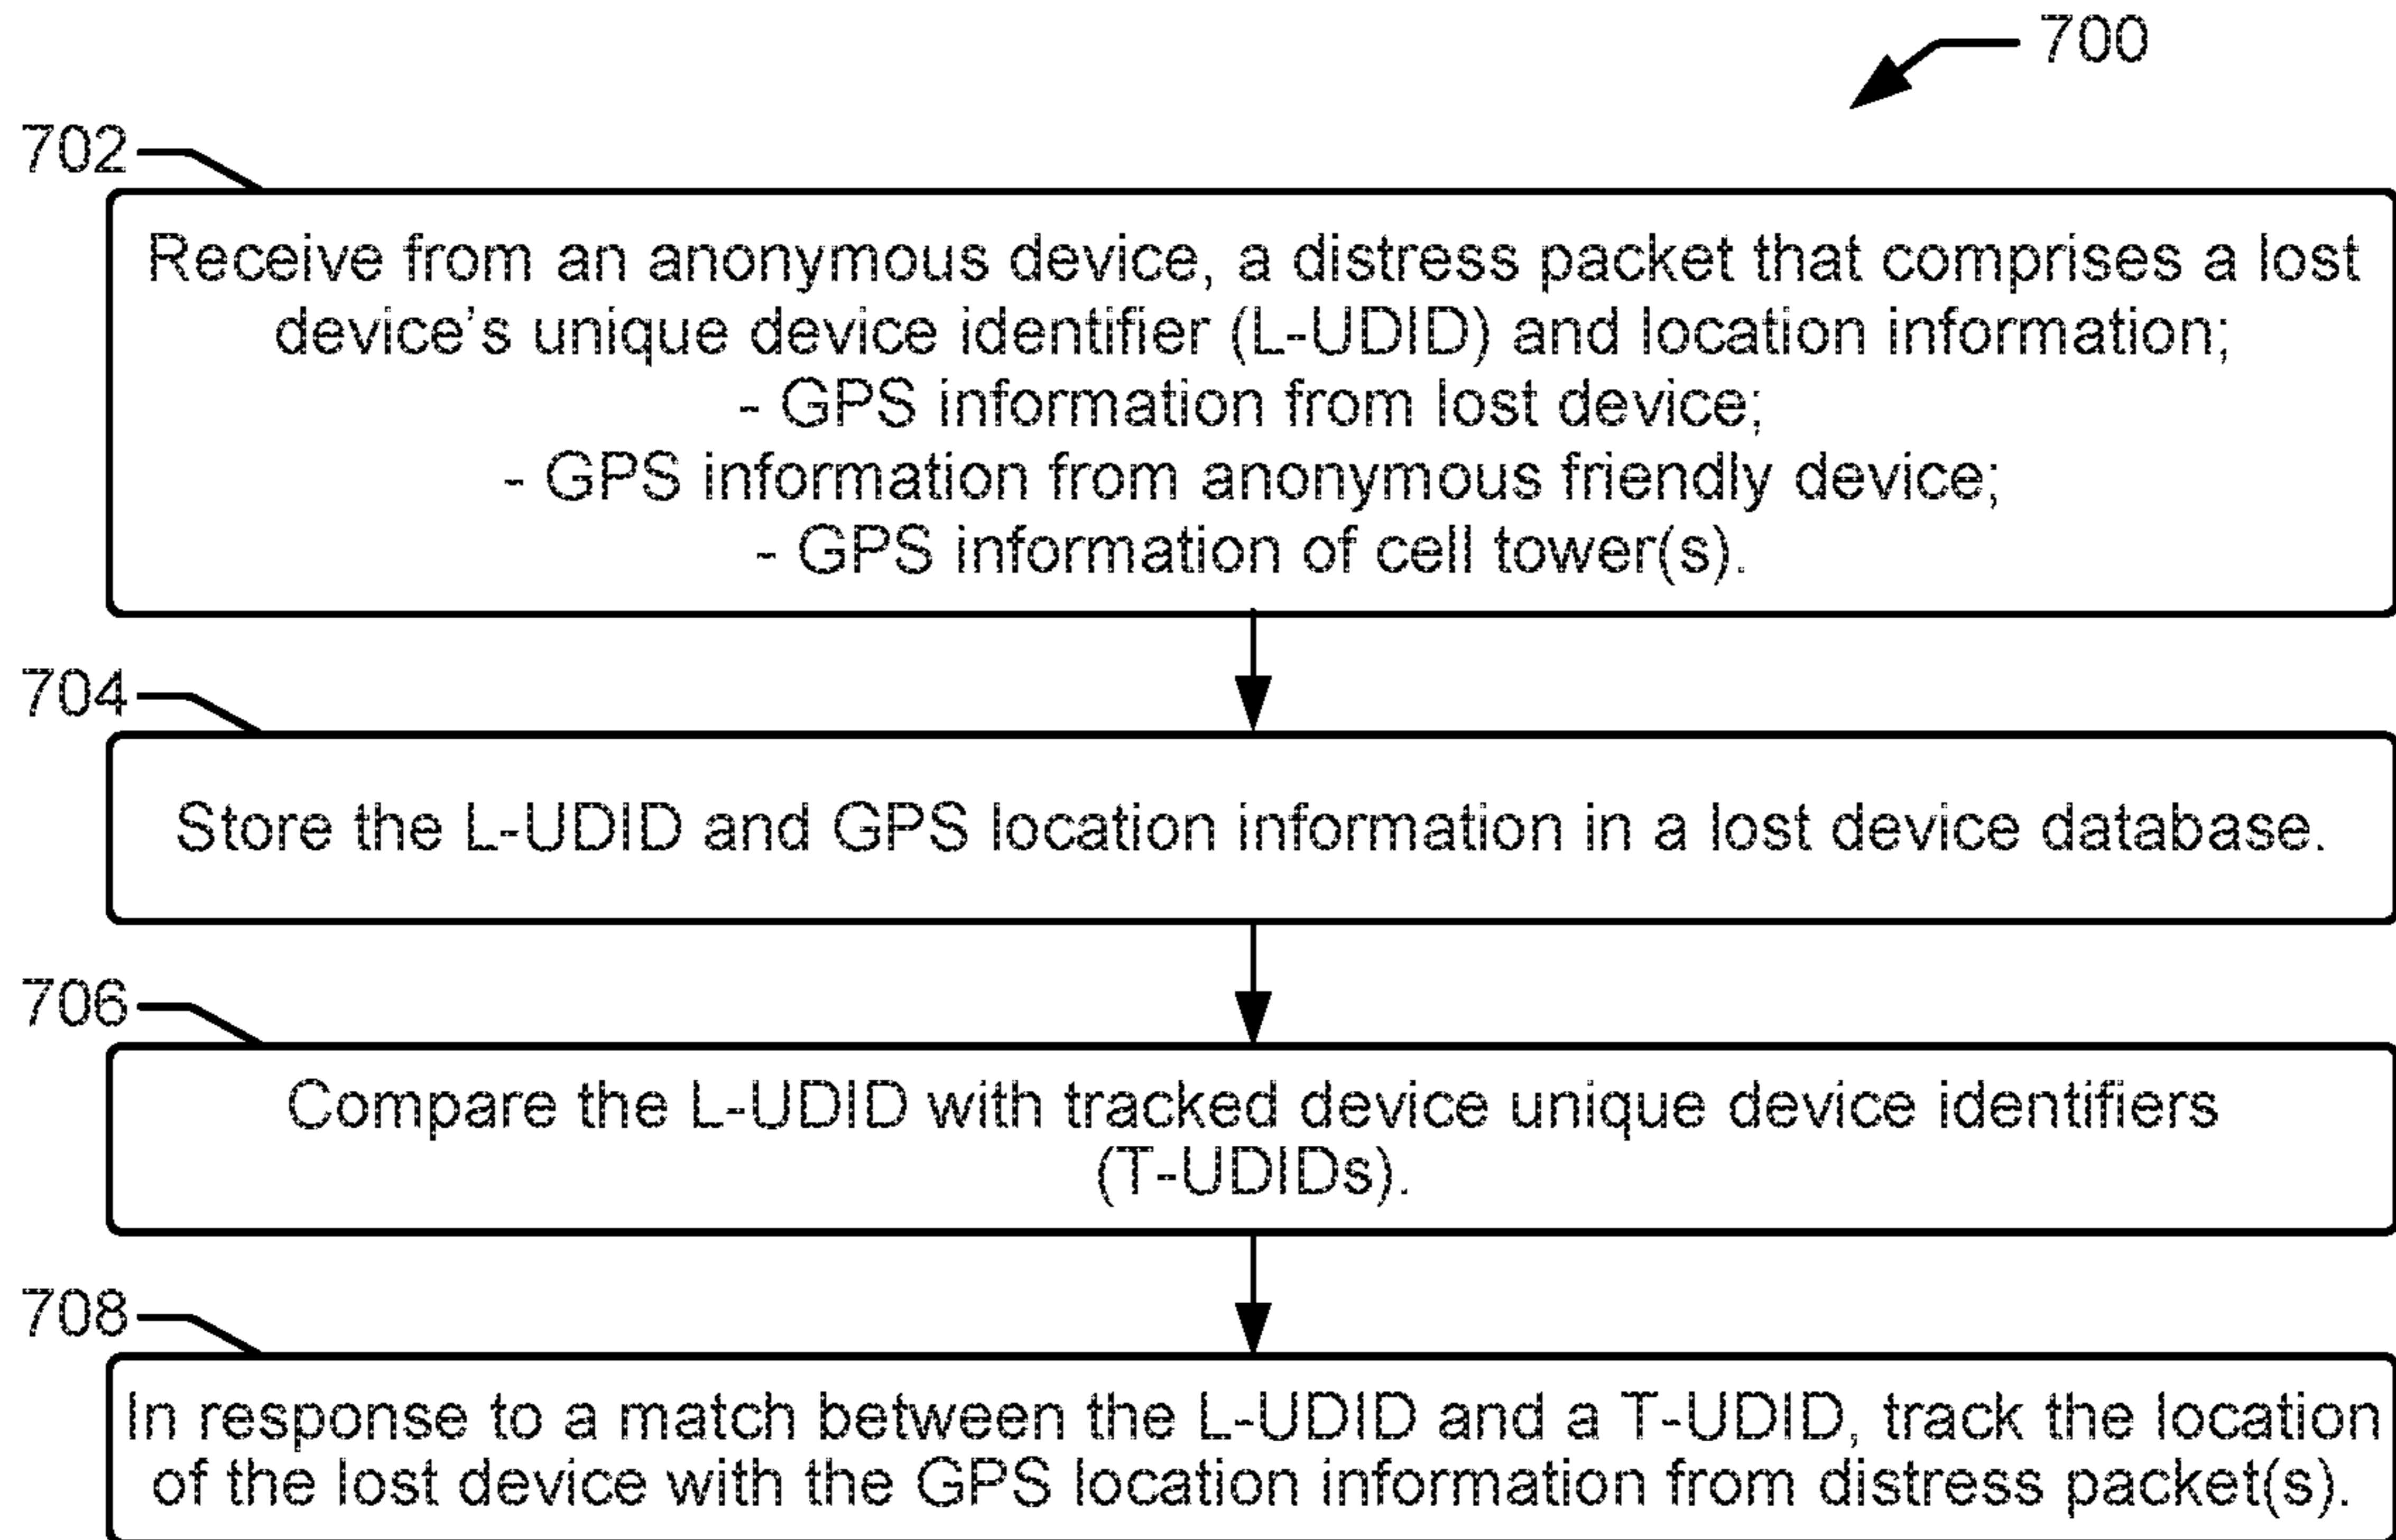 700
702
Receive from an anonymous device, a distress packet that comprises a lost
device's unique device identifier (L-UDID) and location information;
- GPS information from lost device;
- GPS information from anonymous friendly device;
- GPS information of cell tower(s).
704
Store the L-UDID and GPS location information in a lost device database.
706
Compare the L-UDID with tracked device unique device identifiers
(T-UDIDs).
708
In response to a match between the L-UDID and a T-UDID, track the location
of the lost device with the GPS location information from distress packet(s).